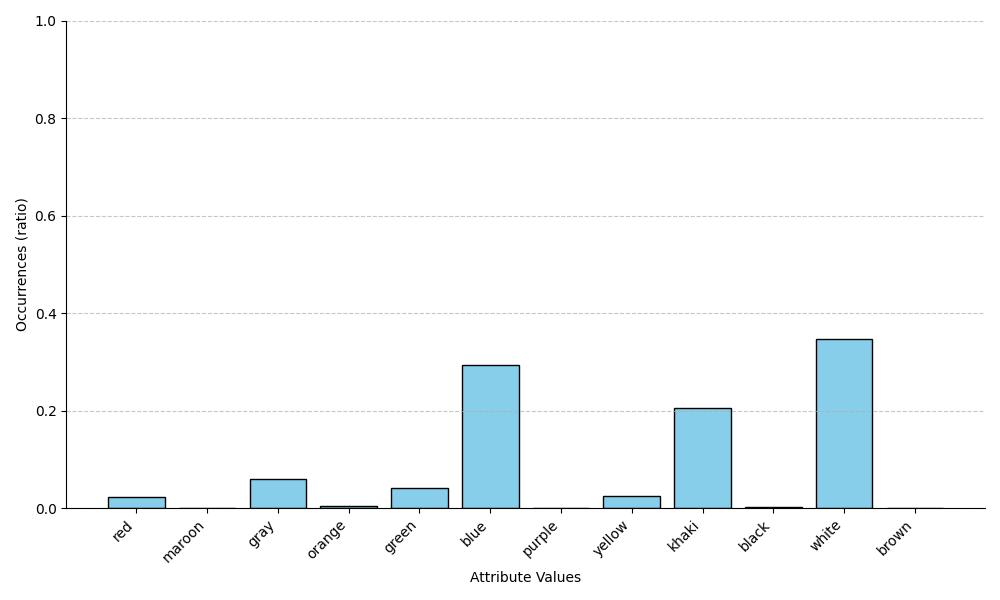 1.0
0.8
0.6
0.4
0.2
0.0
Occurrences (ratio)
red
maroon
gray
orange
green
blue
purple
yellow
khaki
black
white
brown
Attribute Values